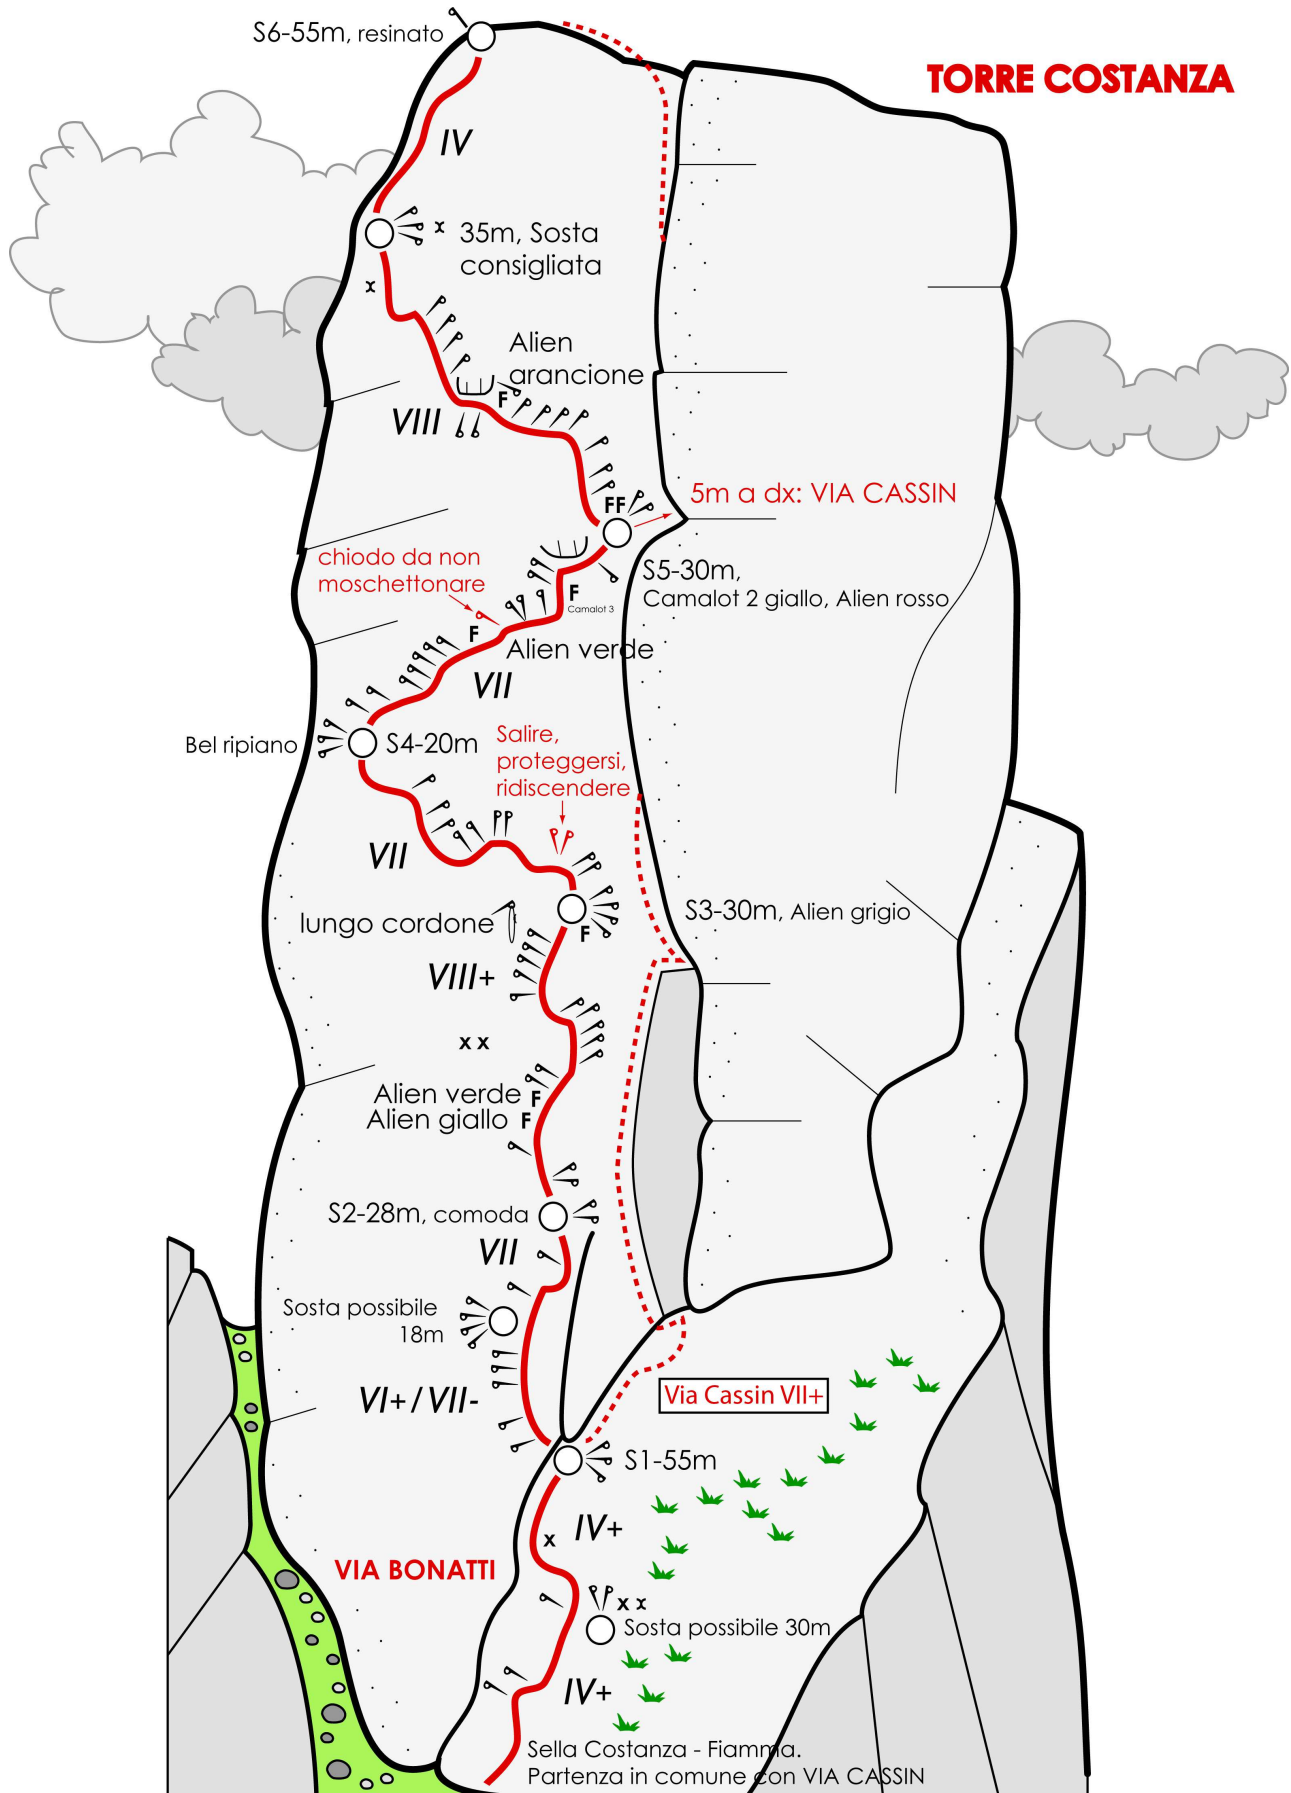 S6-55m, resinato
TORRE COSTANZA
IV
x
35m, Sosta
consigliata
x
Alien
arancione
F
VIII
5m a dx: VIA CASSIN
FF
chiodo da non
moschettonare
S5-30m,
Camalot 2 giallo, Alien rosso
F
Camalot 3
F
Alien verde
VII
Bel ripiano
S4-20m
Salire,
proteggersi,
ridiscendere
VII
S3-30m, Alien grigio
lungo cordone
F
VIII+
x x
Alien verde F
Alien giallo F
S2-28m, comoda
VII
Sosta possibile
18m
VI+/VII-
Via Cassin VII+
S1-55m
IV+
x
VIA BONATTI
x x
Sosta possibile 30m
IV+
Sella Costanza - Fiamma.
Partenza in comune con VIA CASSIN